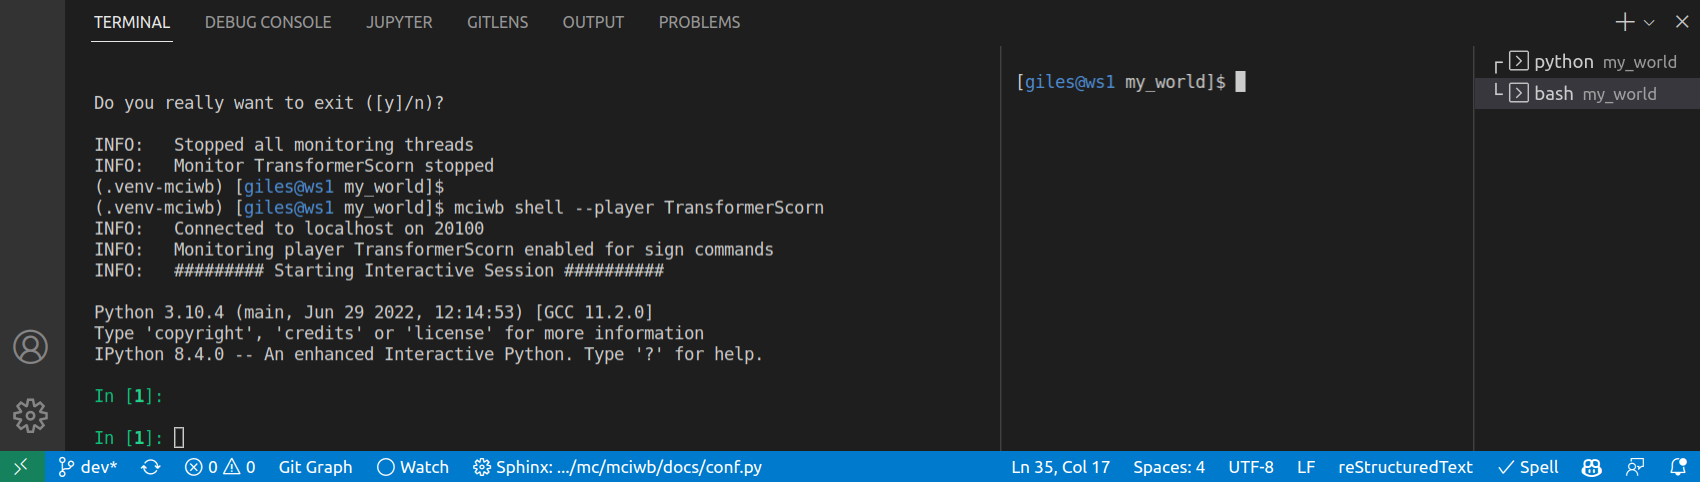 TERMINAL DEBUG CONSOLE JUPYTER GITLENS OUTPUT PROBLEMS
Do you really want to exit ([y]/n)?
INFO:   Stopped all monitoring threads
INFO:   Monitor TransformerScorn stopped
(.venv-mciwb) [giles@ws1 my_world]$
(.venv-mciwb) [giles@ws1 my_world]$ mciwb shell --player TransformerScorn
INFO:   Connected to localhost on 20100
INFO:   Monitoring player TransformerScorn enabled for sign commands
INFO:   ######### Starting Interactive Session ##########
Python 3.10.4 (main, Jun 29 2022, 12:14:53) [GCC 11.2.0]
Type 'copyright', 'credits' or 'license' for more information
IPython 8.4.0 -- An enhanced Interactive Python. Type '?' for help.
In [1]:
In [1]:
[giles@ws1 my_world]$
python my_world
bash my_world
dev* 0 0 Git Graph Watch Sphinx: .../mc/mciwb/docs/conf.py Ln 35, Col 17 Spaces: 4 UTF-8 LF reStructuredText Spell